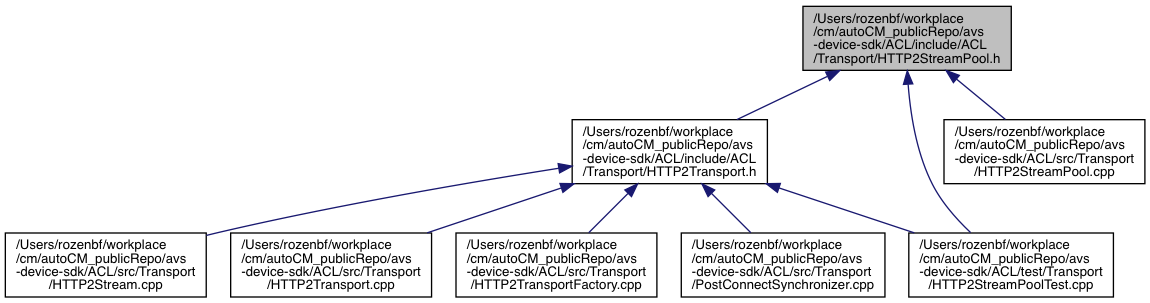 /Users/rozenbf/workplace
/cm/autoCM_publicRepo/avs
-device-sdk/ACL/include/ACL
/Transport/HTTP2StreamPool.h
/Users/rozenbf/workplace
/cm/autoCM_publicRepo/avs
-device-sdk/ACL/include/ACL
/Transport/HTTP2Transport.h
/Users/rozenbf/workplace
/cm/autoCM_publicRepo/avs
-device-sdk/ACL/src/Transport
/HTTP2StreamPool.cpp
/Users/rozenbf/workplace
/cm/autoCM_publicRepo/avs
-device-sdk/ACL/src/Transport
/HTTP2Stream.cpp
/Users/rozenbf/workplace
/cm/autoCM_publicRepo/avs
-device-sdk/ACL/src/Transport
/HTTP2Transport.cpp
/Users/rozenbf/workplace
/cm/autoCM_publicRepo/avs
-device-sdk/ACL/src/Transport
/HTTP2TransportFactory.cpp
/Users/rozenbf/workplace
/cm/autoCM_publicRepo/avs
-device-sdk/ACL/src/Transport
/PostConnectSynchronizer.cpp
/Users/rozenbf/workplace
/cm/autoCM_publicRepo/avs
-device-sdk/ACL/test/Transport
/HTTP2StreamPoolTest.cpp